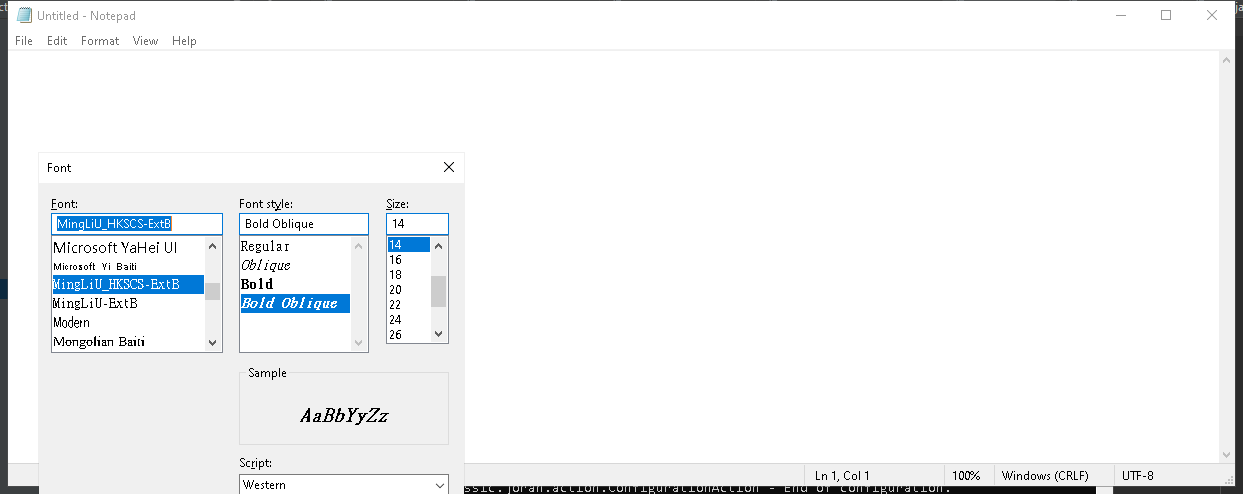 Untitled - Notepad
File Edit Format View Help
Font
Font: Font style: Size:
MingLiU_HKSCS-ExtB Bold Oblique 14
Microsoft YaHei UI Regular 14
Microsoft Yi Baiti Oblique 16
MingLiU_HKSCS-ExtB Bold 18
MingLiU-ExtB Bold Oblique 20
Modern 22
Mongolian Baiti 24
26
Sample
AaBbYyZz
Script:
Western
Ln 1, Col 1 100% Windows (CRLF) UTF-8
ssic.joran.action.ConfigurationAction - End of configuration.